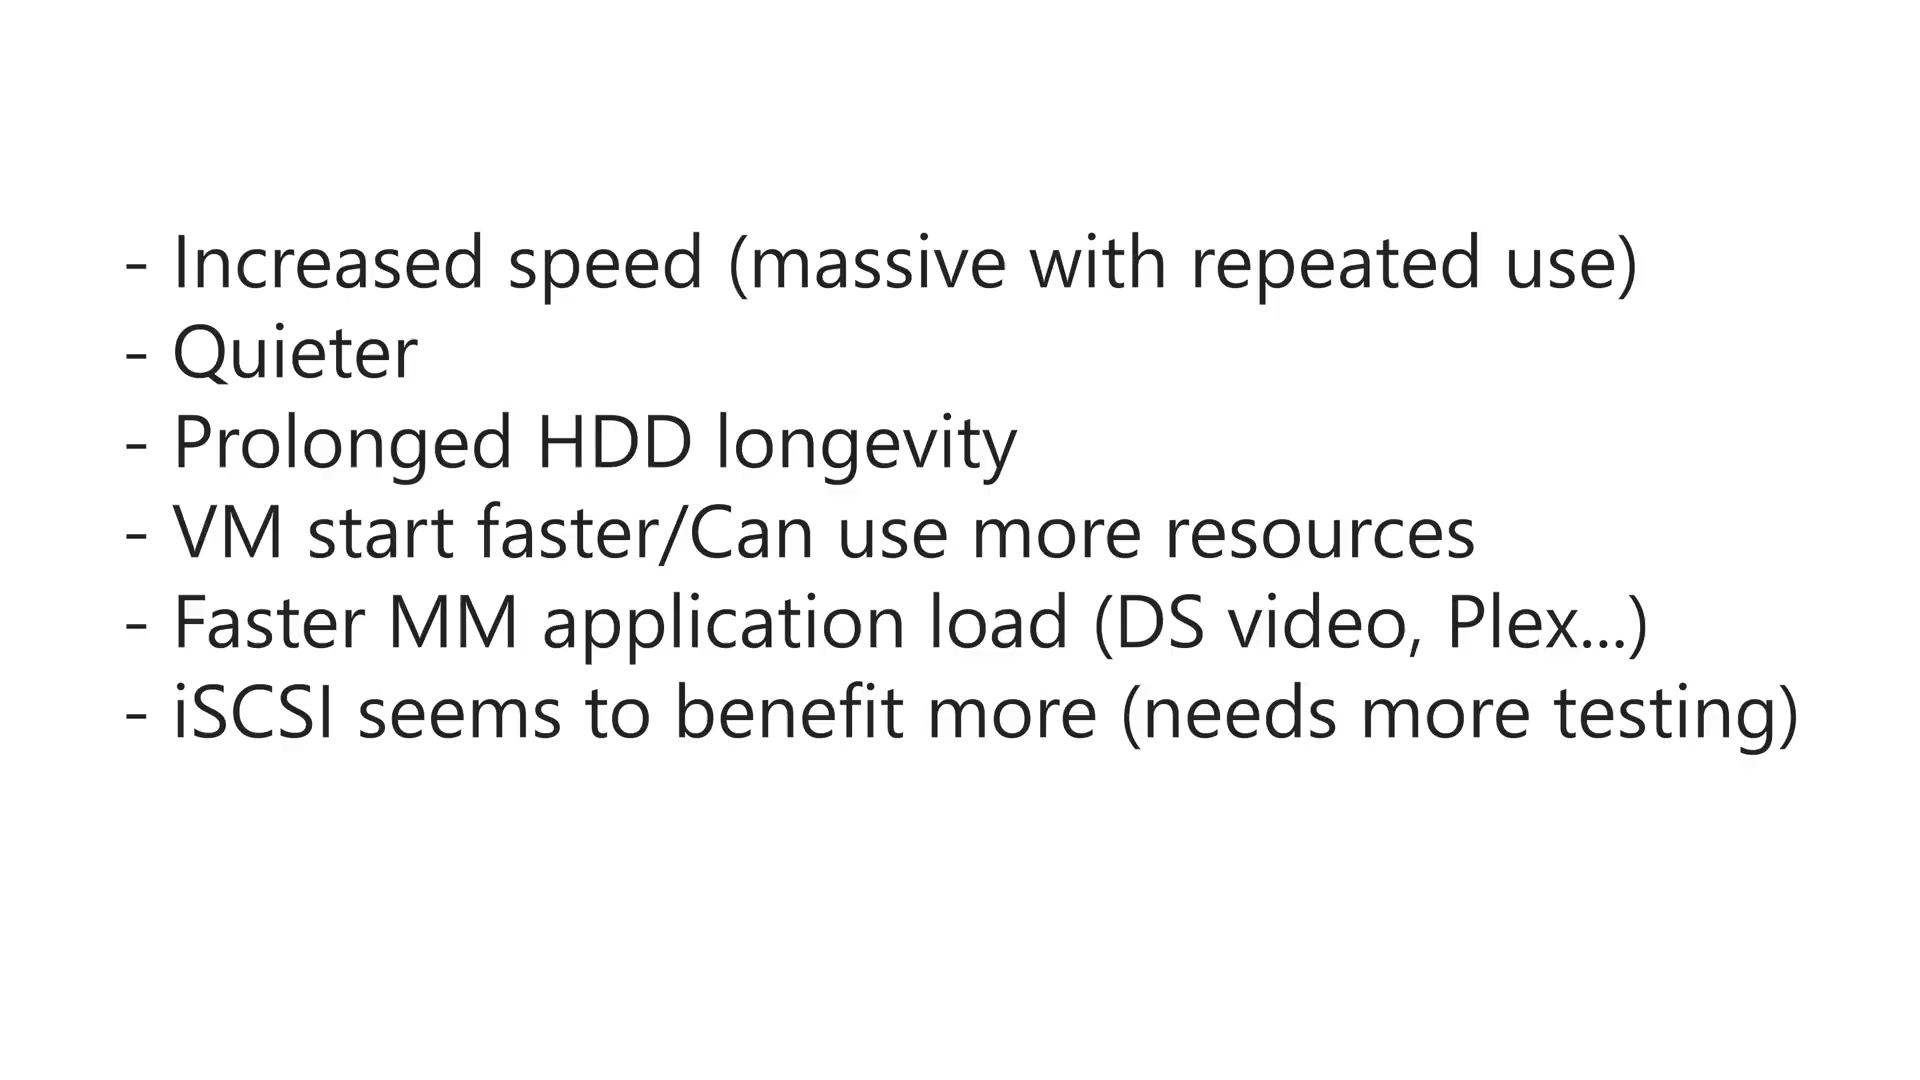 - Increased speed (massive with repeated use)
- Quieter
- Prolonged HDD longevity
- VM start faster/Can use more resources
- Faster MM application load (DS video, Plex...)
- iSCSI seems to benefit more (needs more testing)